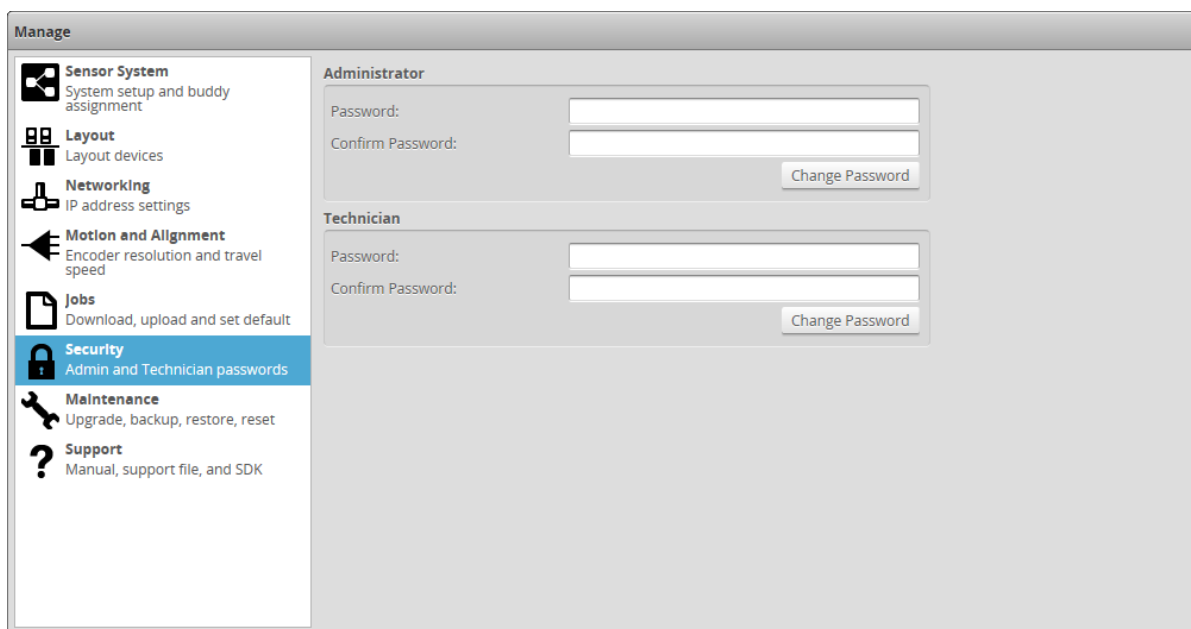 Manage
Sensor System
System setup and buddy
assignment
Layout
Layout devices
Networking
IP address settings
Motion and Alignment
Encoder resolution and travel
speed
Jobs
Download, upload and set default
Security
Admin and Technician passwords
Maintenance
Upgrade, backup, restore, reset
Support
Manual, support file, and SDK
Administrator
Password:
Confirm Password:
Change Password
Technician
Password:
Confirm Password:
Change Password